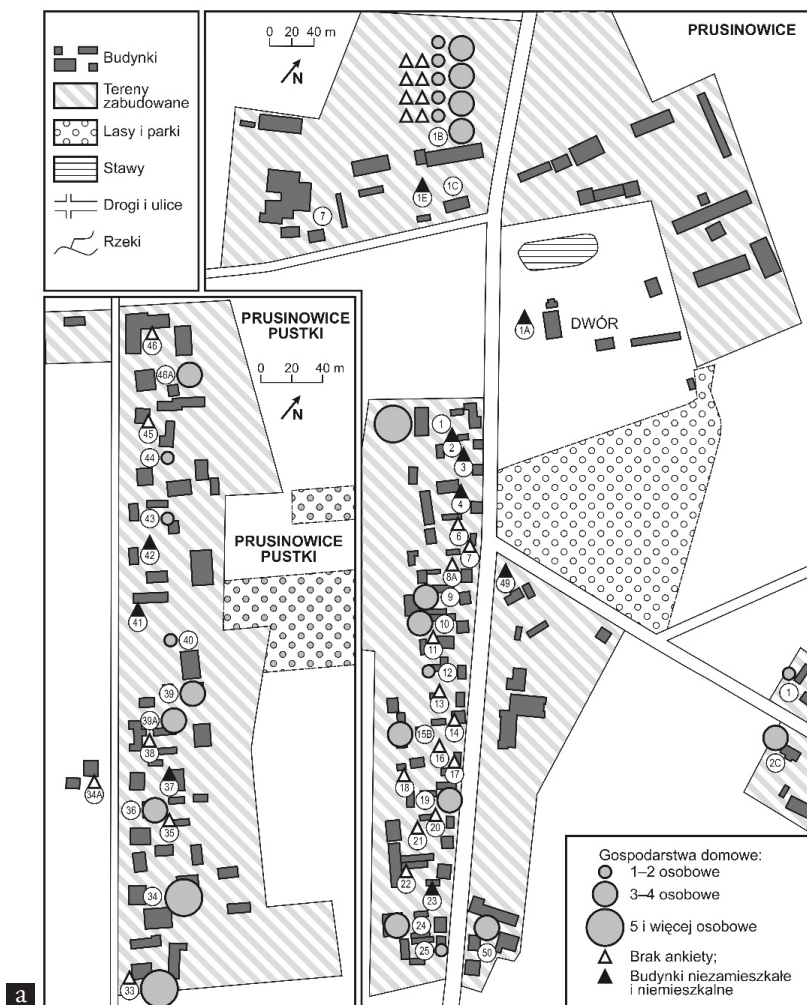 Budynki
Tereny
zabudowane
Lasy i parki
Stawy
Drogi i ulice
Rzeki
0 20 40 m
N
PRUSINOWICE
1B
1E
1C
7
1A
DWÓR
PRUSINOWICE
PUSTKI
0 20 40 m
N
46
46A
45
44
43
42
PRUSINOWICE
PUSTKI
41
40
39
39A
38
34A
37
36
35
34
33
1
2
3
4
6
7
8A
49
9
10
11
12
13
14
15B
16
17
18
19
20
21
22
23
24
25
50
1
2C
Gospodarstwa domowe:
1–2 osobowe
3–4 osobowe
5 i więcej osobowe
Brak ankiety;
Budynki niezamieszkałe
i niemieszkalne
a